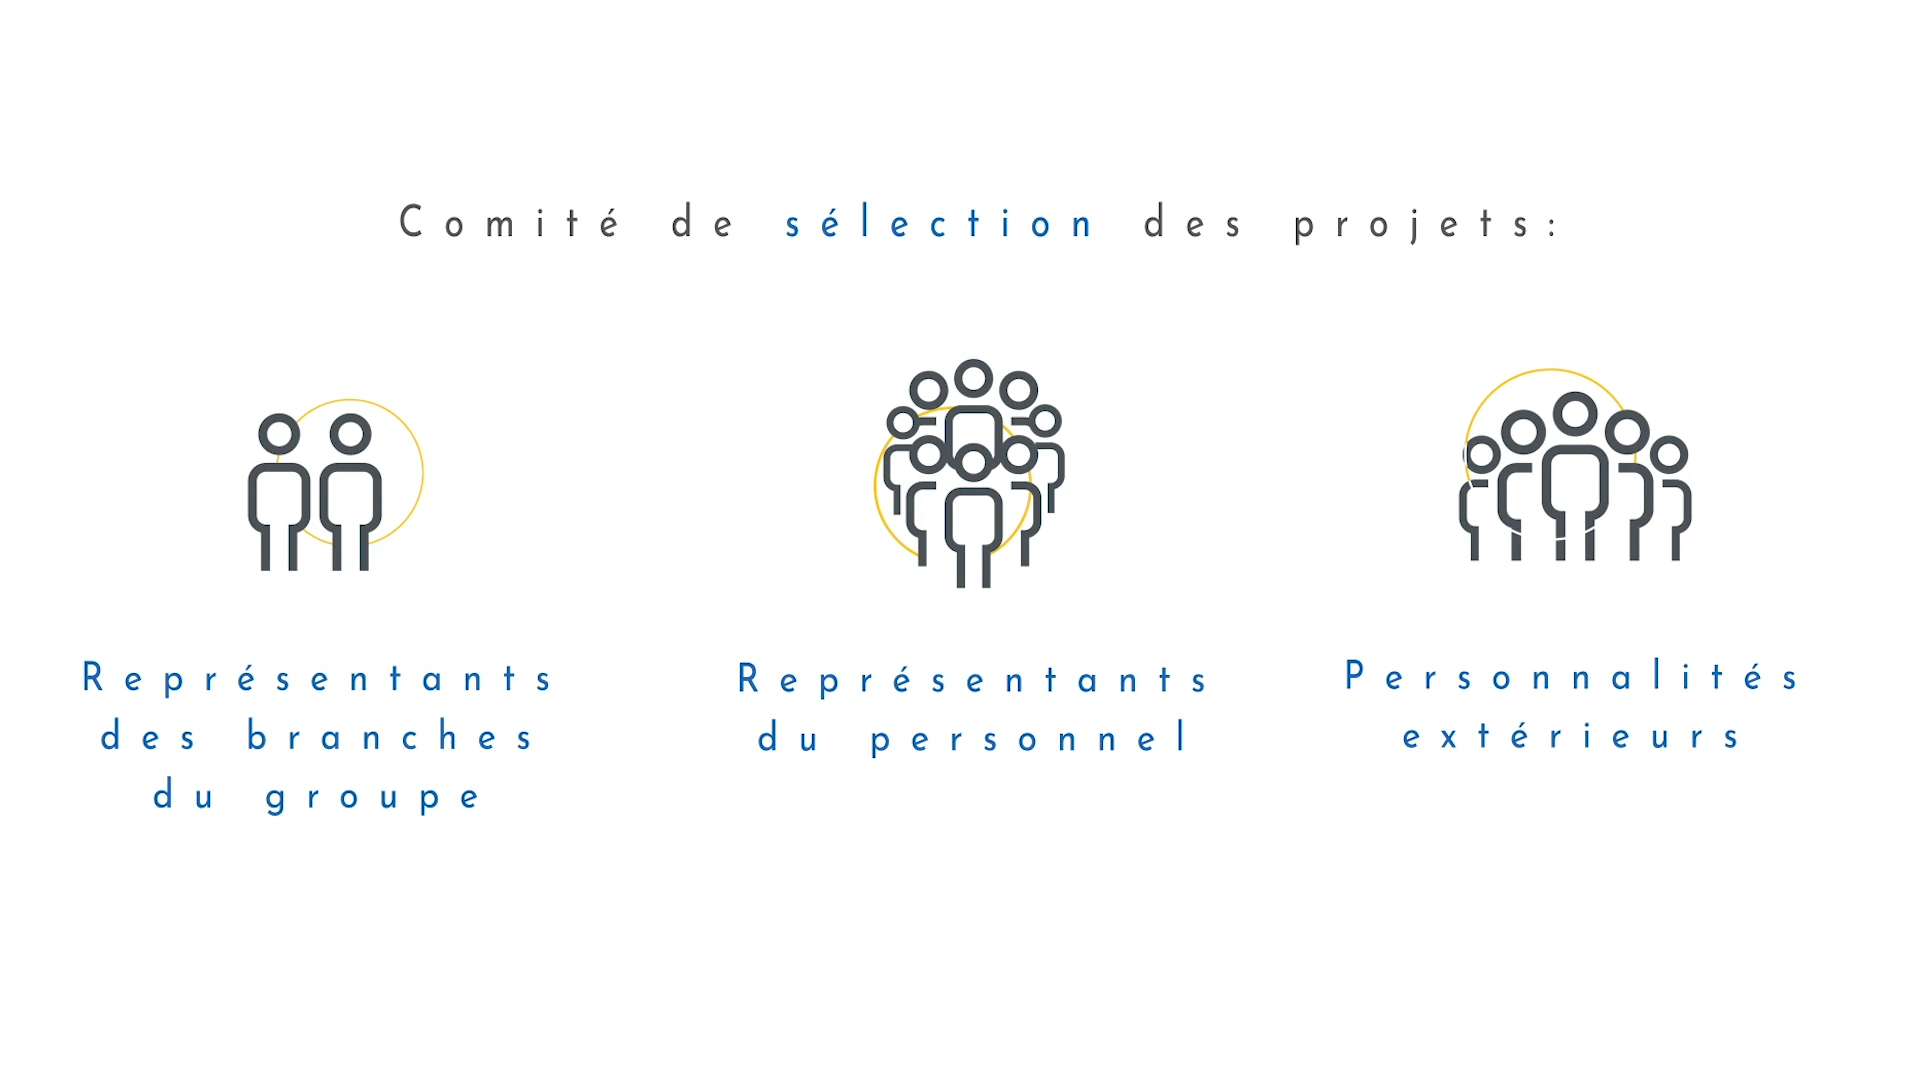 Comité de sélection des projets:
Représentants
des branches
du groupe
Représentants
du personnel
Personnalités
extérieurs